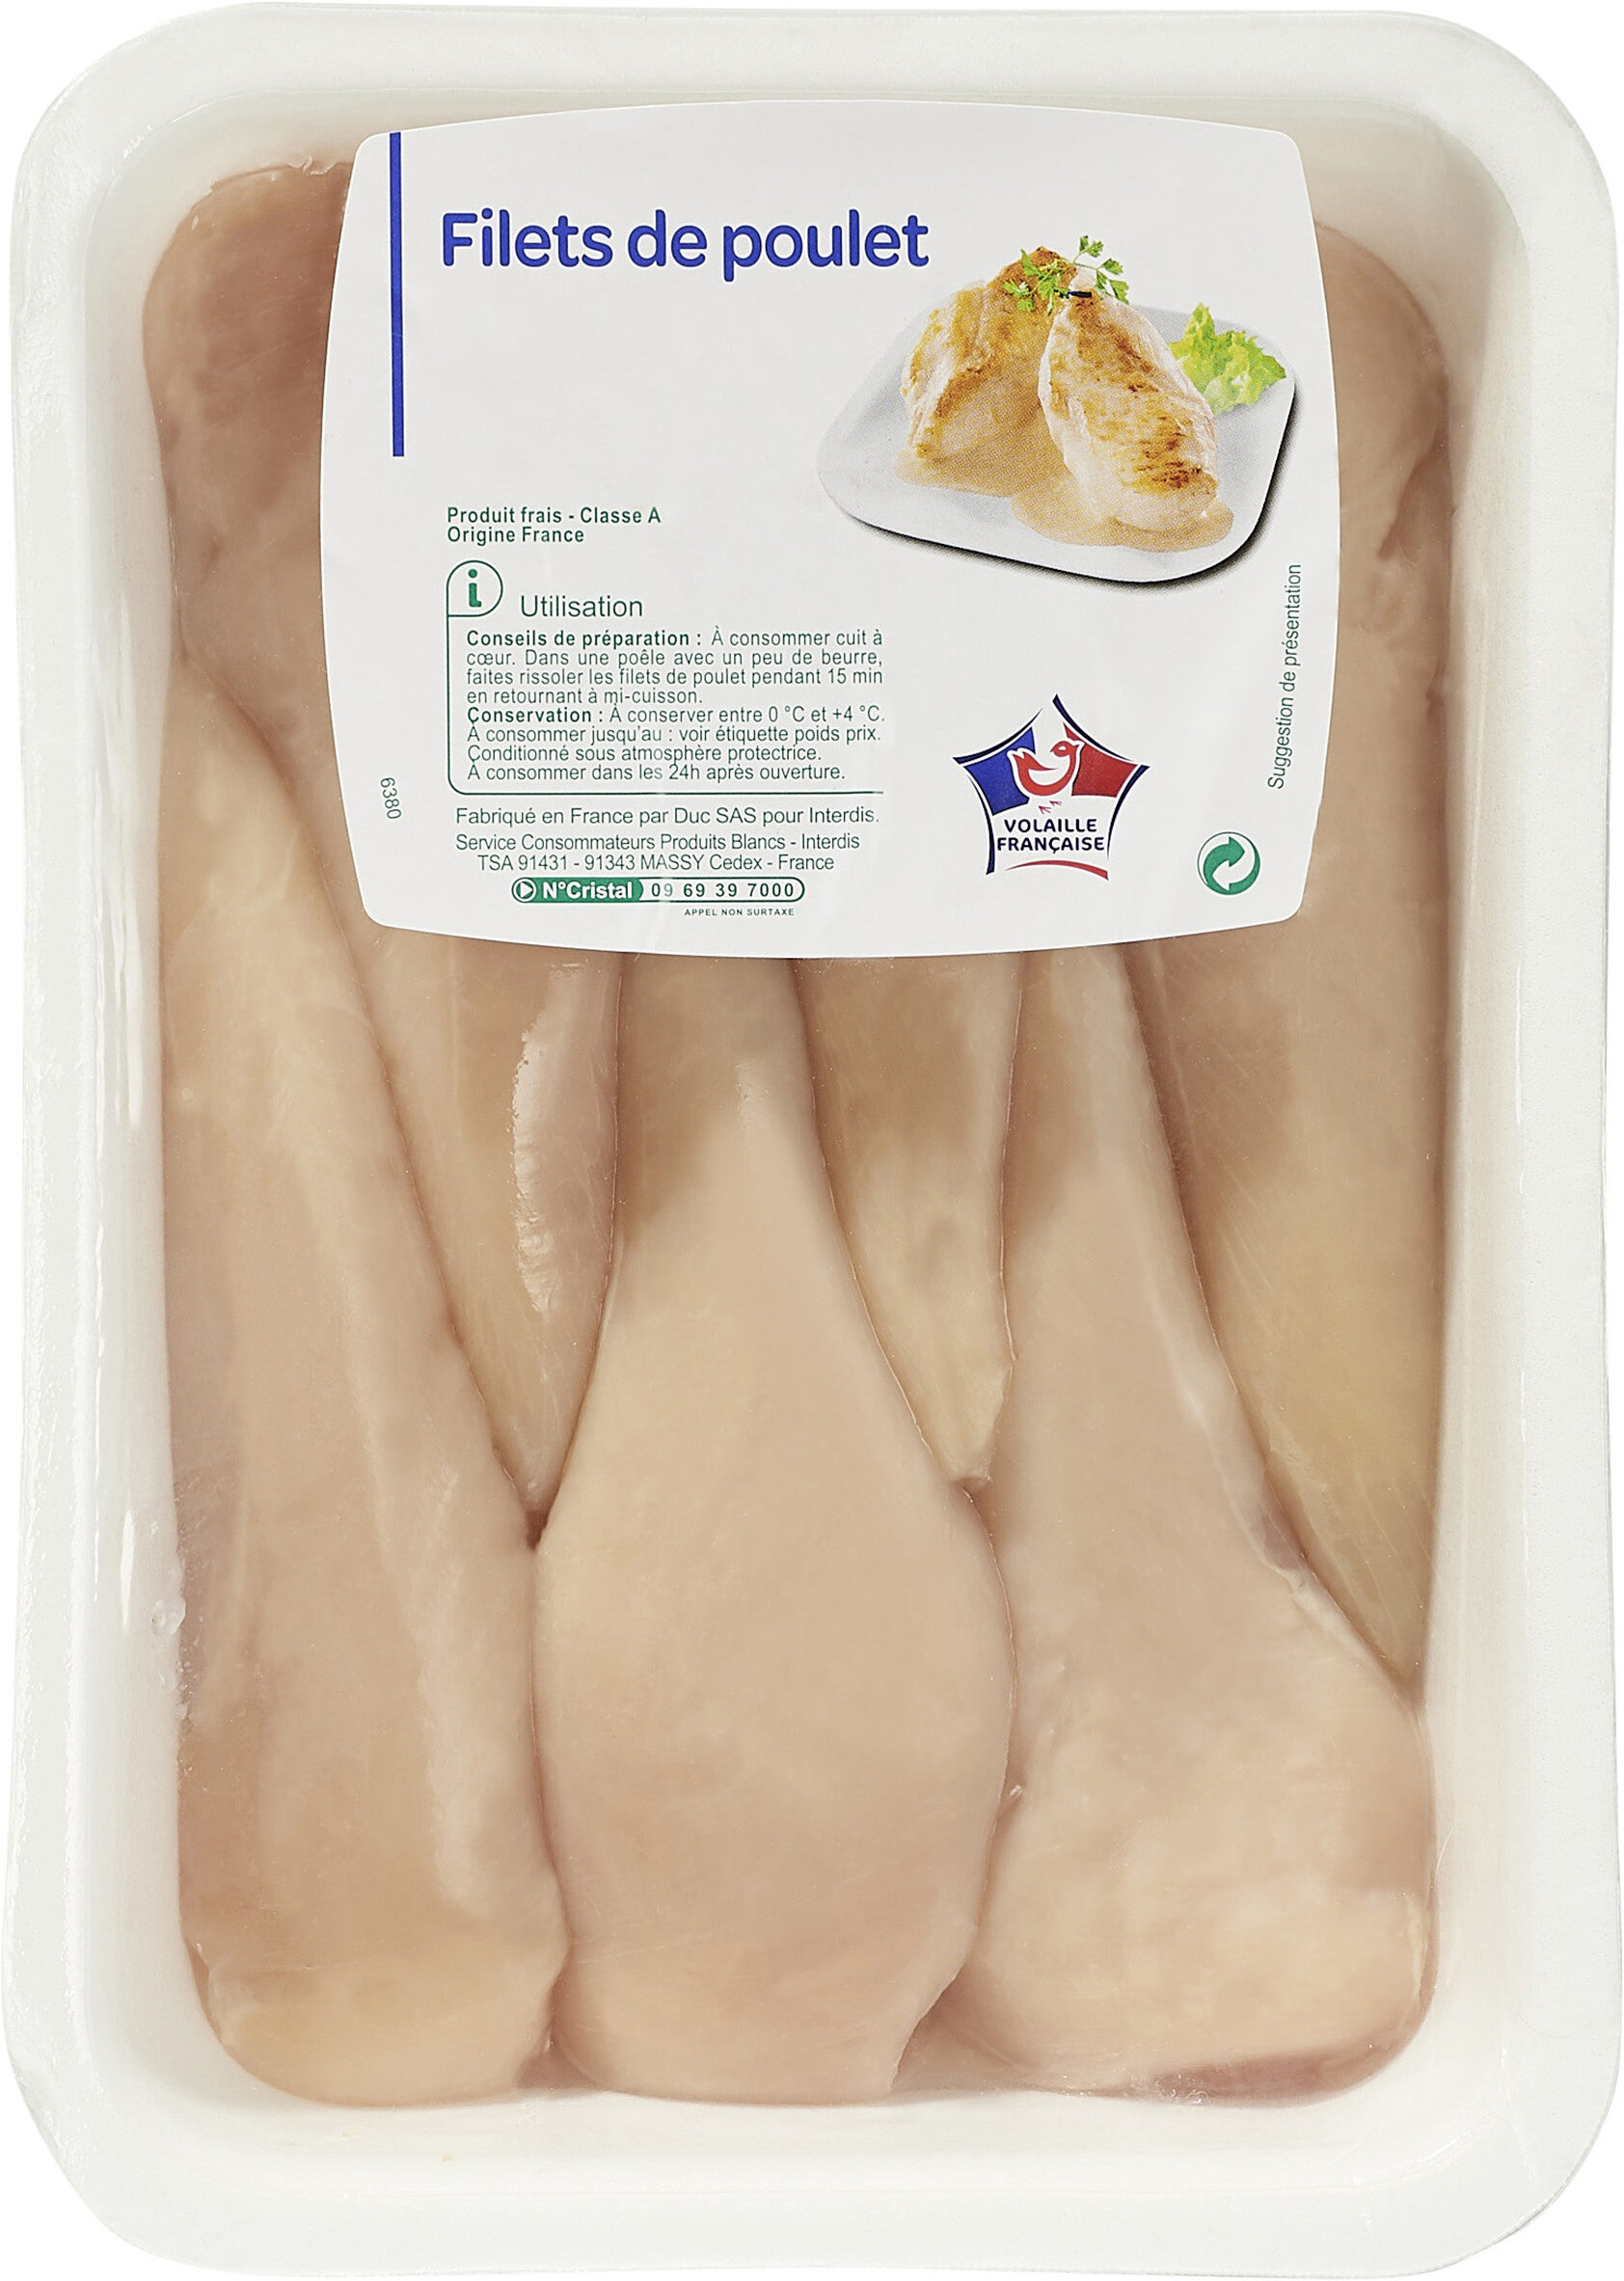 Filets de poulet
Produit frais - Classe A
Origine France
i
Utilisation
Conseils de préparation : À consommer cuit à
cœur. Dans une poêle avec un peu de beurre,
faites rissoler les filets de poulet pendant 15 min
en retournant à mi-cuisson.
Conservation : À conserver entre 0 °C et +4 °C.
À consommer jusqu'au : voir étiquette poids prix.
Conditionné sous atmosphère protectrice.
À consommer dans les 24h après ouverture.
Fabriqué en France par Duc SAS pour Interdis.
Service Consommateurs Produits Blancs - Interdis
TSA 91431 - 91343 MASSY Cedex - France
N°Cristal 09 69 39 7000
APPEL NON SURTAXE
6380
VOLAILLE
FRANÇAISE
Suggestion de présentation